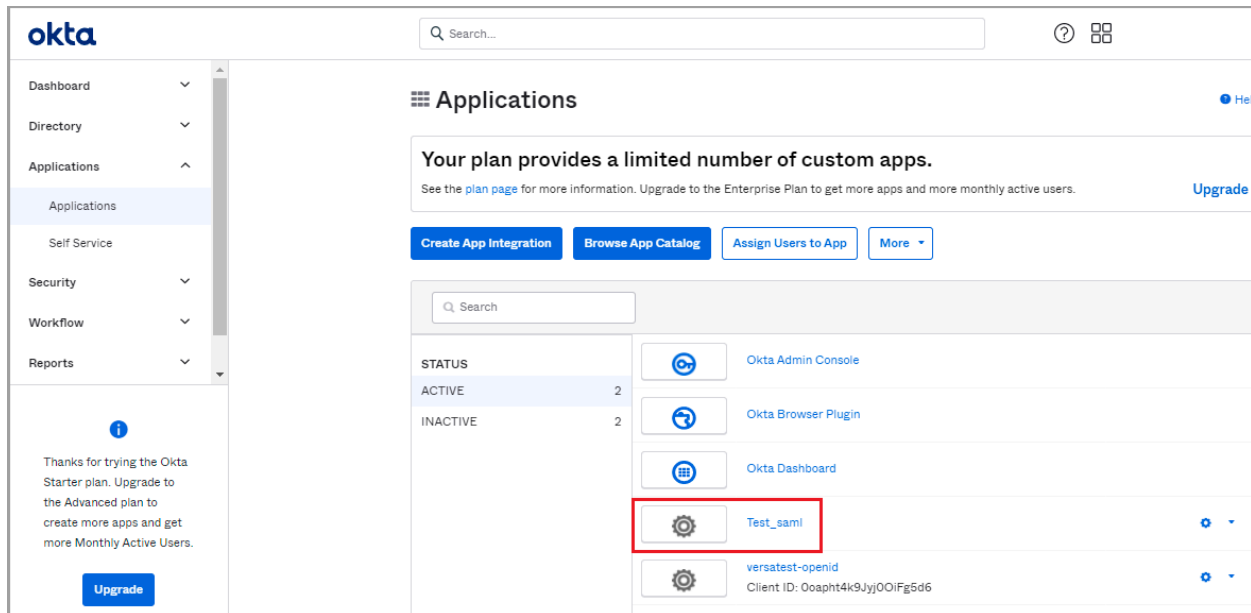 okta
Search...
Dashboard
Directory
Applications
Applications
Self Service
Security
Workflow
Reports
Thanks for trying the Okta
Starter plan. Upgrade to
the Advanced plan to
create more apps and get
more Monthly Active Users.
Upgrade
Applications
Your plan provides a limited number of custom apps.
See the plan page for more information. Upgrade to the Enterprise Plan to get more apps and more monthly active users.
Upgrade
Create App Integration
Browse App Catalog
Assign Users to App
More
Search
STATUS
ACTIVE 2
INACTIVE 2
Okta Admin Console
Okta Browser Plugin
Okta Dashboard
Test_saml
versatest-openid
Client ID: 0oapht4k9Jyj0OiFg5d6